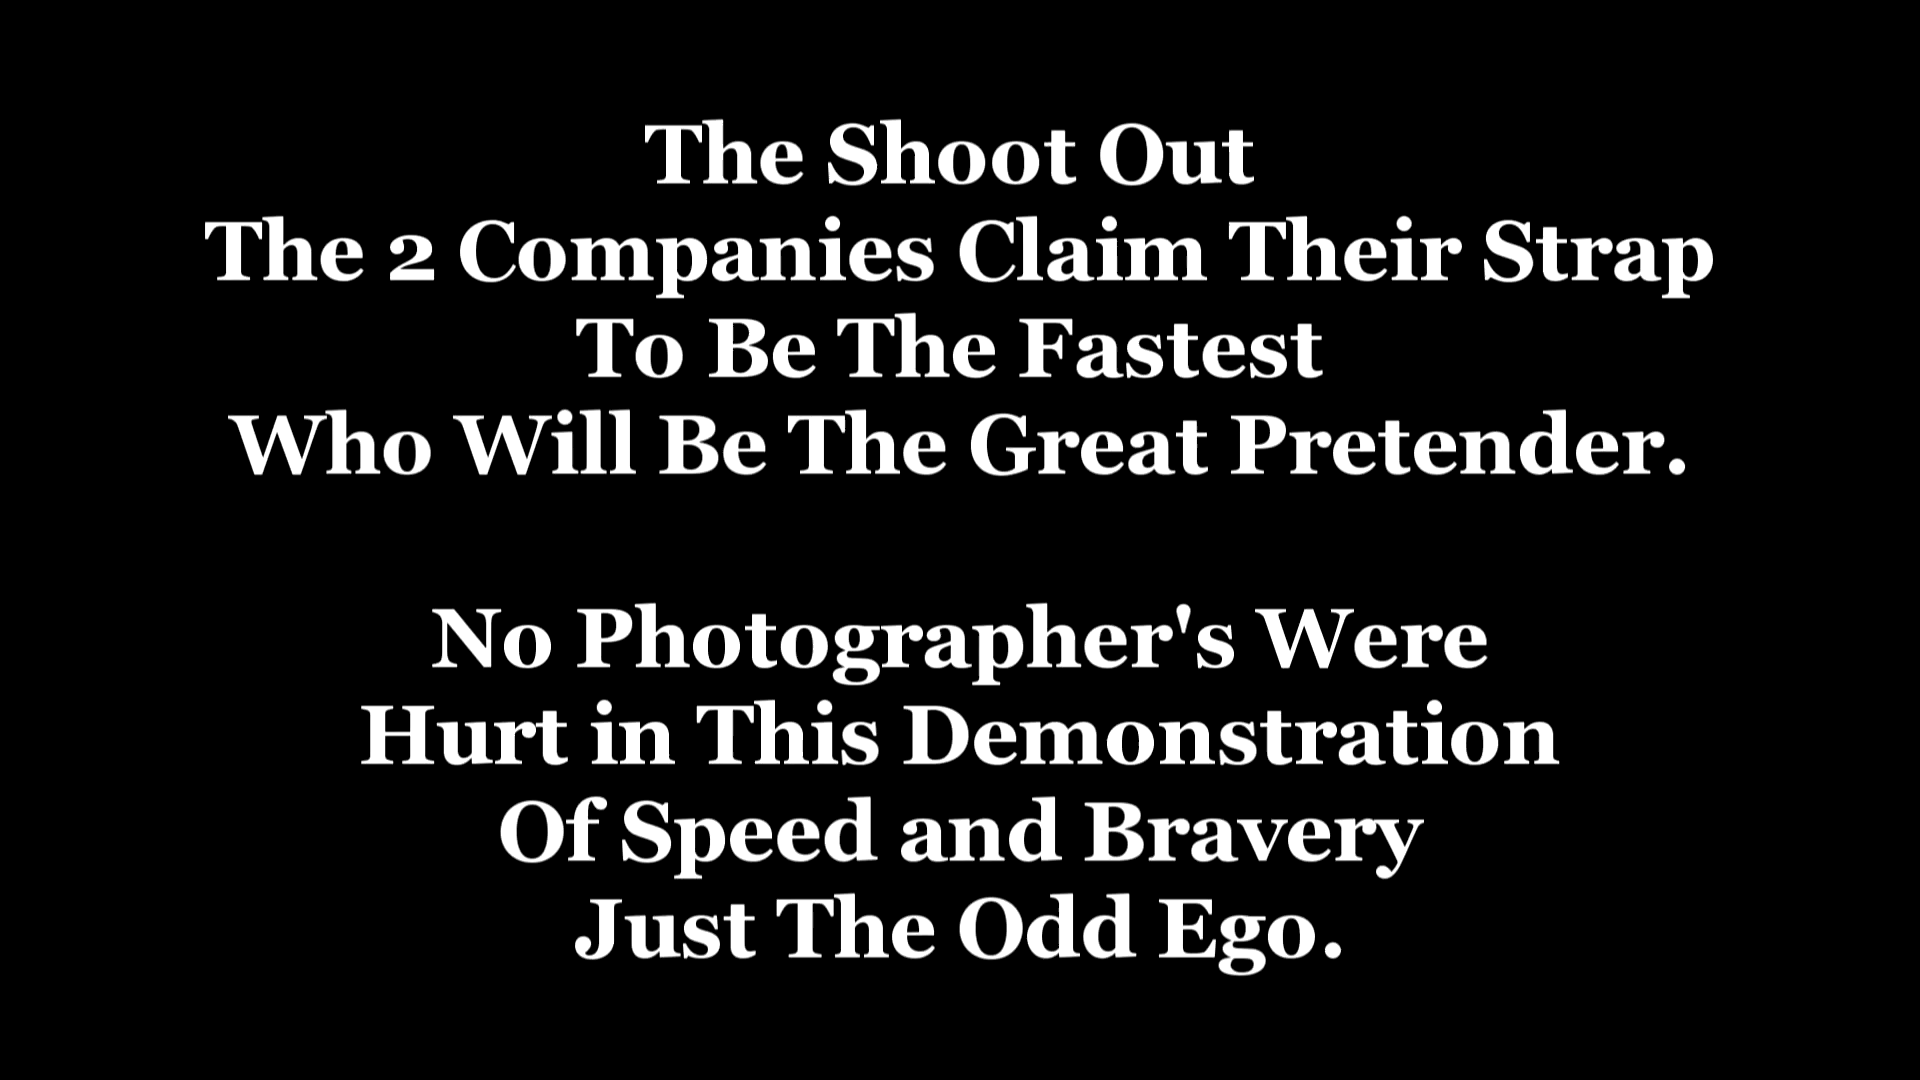 The Shoot Out
The 2 Companies Claim Their Strap
To Be The Fastest
Who Will Be The Great Pretender.
No Photographer's Were
Hurt in This Demonstration
Of Speed and Bravery
Just The Odd Ego.